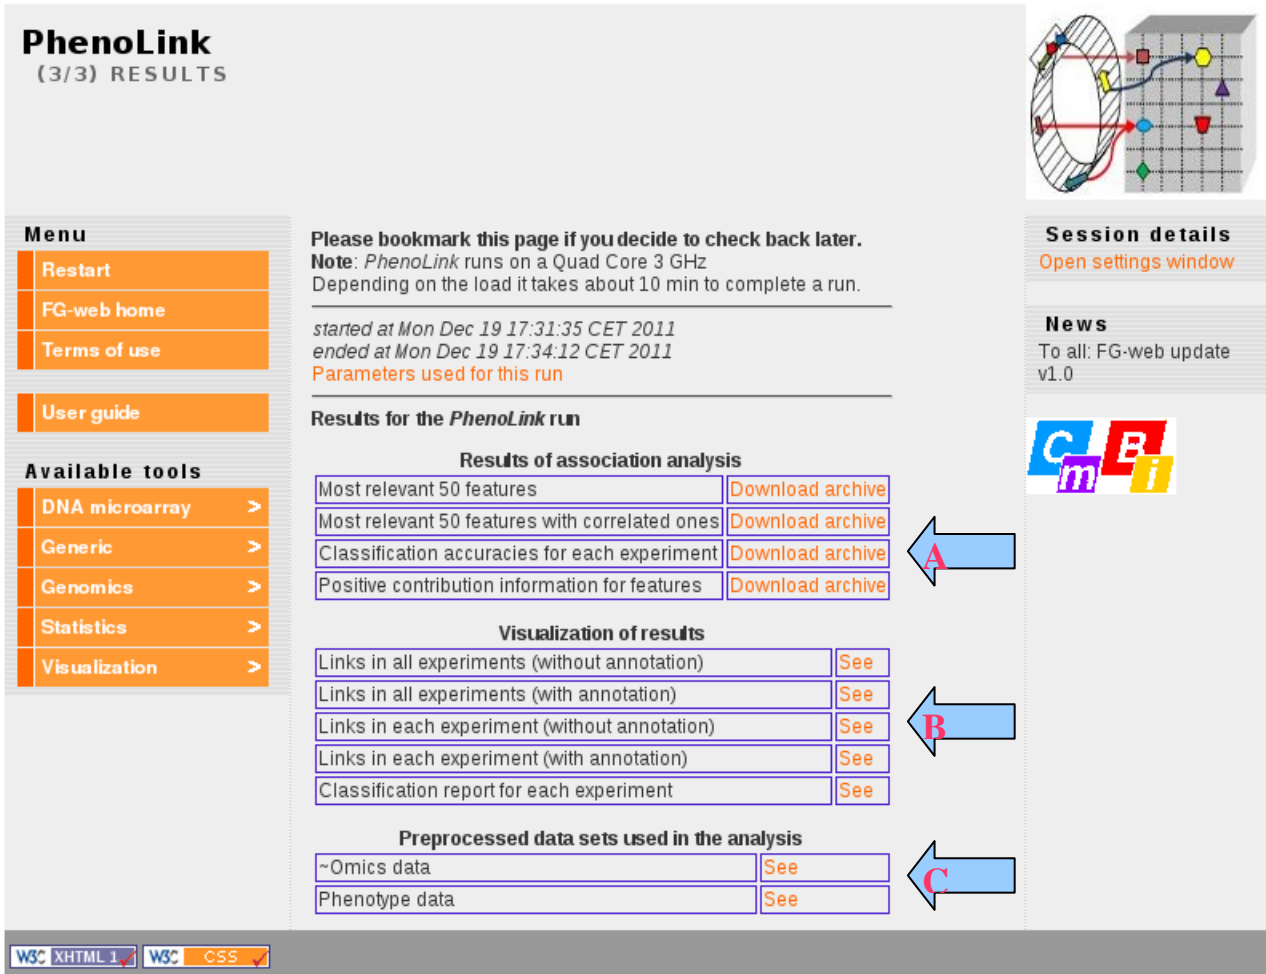 PhenoLink
(3/3) RESULTS
Menu
Restart
FG-web home
Terms of use
User guide
Available tools
DNA microarray >
Generic >
Genomics >
Statistics >
Visualization >
Please bookmark this page if you decide to check back later.
Note: PhenoLink runs on a Quad Core 3 GHz
Depending on the load it takes about 10 min to complete a run.
started at Mon Dec 19 17:31:35 CET 2011
ended at Mon Dec 19 17:34:12 CET 2011
Parameters used for this run
Results for the PhenoLink run
Results of association analysis
Most relevant 50 features Download archive
Most relevant 50 features with correlated ones Download archive
Classification accuracies for each experiment Download archive
Positive contribution information for features Download archive
A
Visualization of results
Links in all experiments (without annotation) See
Links in all experiments (with annotation) See
Links in each experiment (without annotation) See
Links in each experiment (with annotation) See
Classification report for each experiment See
B
Preprocessed data sets used in the analysis
~Omics data See
Phenotype data See
C
Session details
Open settings window
News
To all: FG-web update
v1.0
CmBi
W3C XHTML 1
W3C CSS